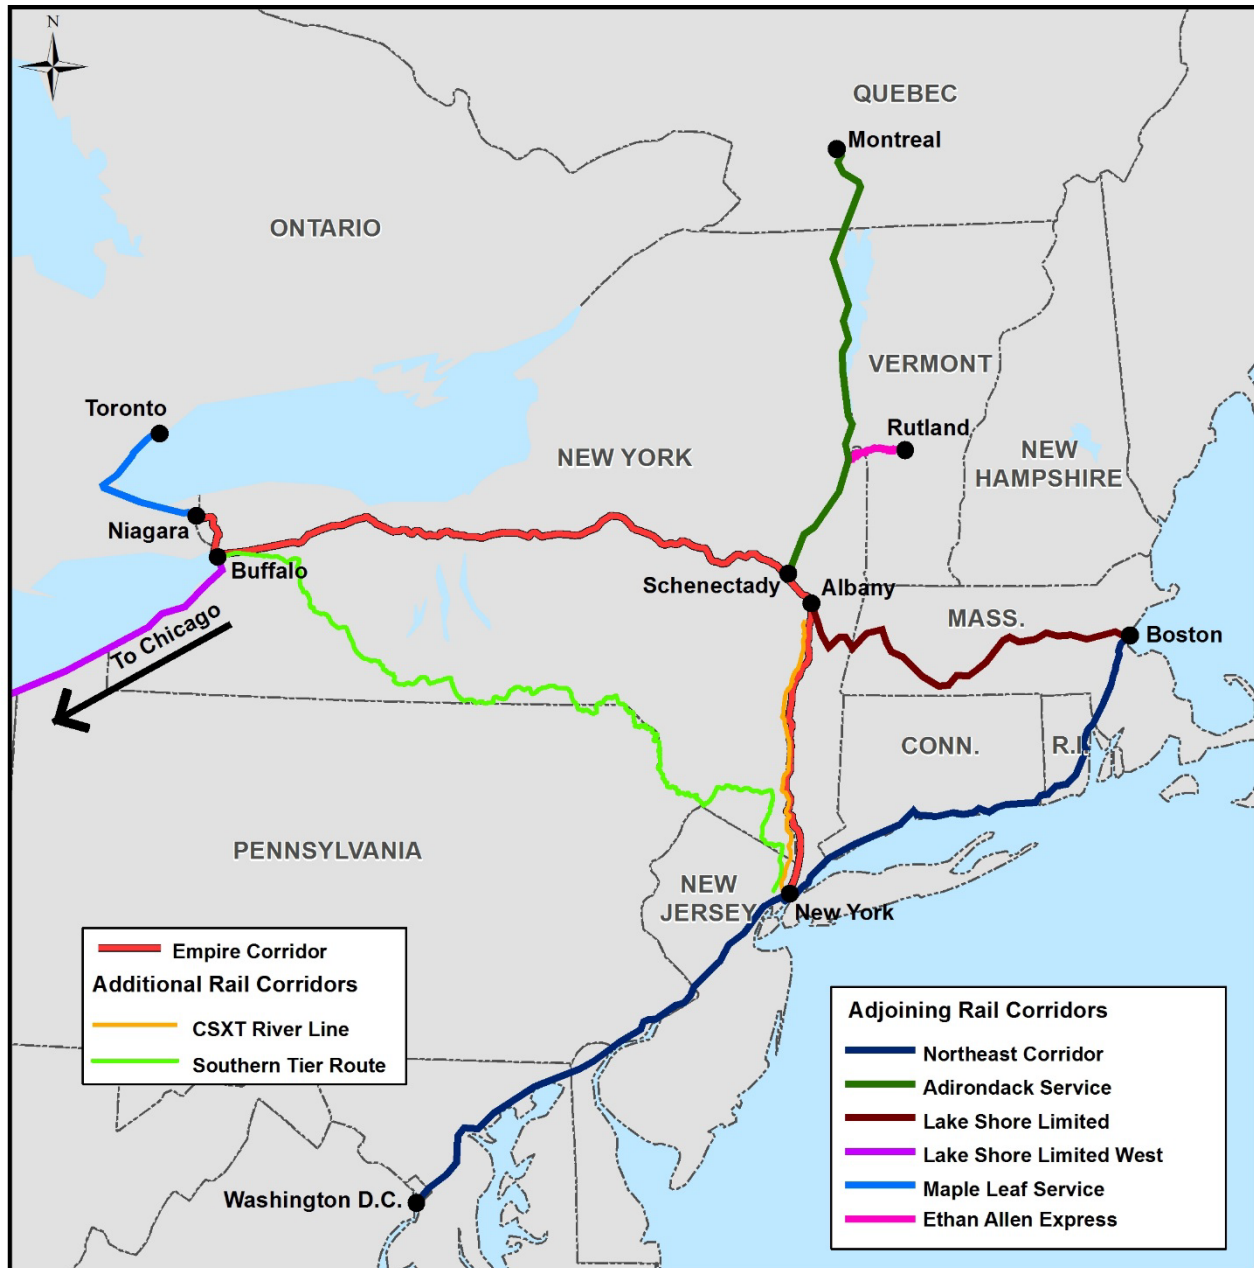 N
QUEBEC
Montreal
ONTARIO
VERMONT
Toronto
Rutland
NEW YORK
NEW
HAMPSHIRE
Niagara
Buffalo
Schenectady
Albany
MASS.
Boston
To Chicago
CONN.
R.I.
PENNSYLVANIA
NEW
JERSEY
New York
Washington D.C.
Empire Corridor
Additional Rail Corridors
CSXT River Line
Southern Tier Route
Adjoining Rail Corridors
Northeast Corridor
Adirondack Service
Lake Shore Limited
Lake Shore Limited West
Maple Leaf Service
Ethan Allen Express